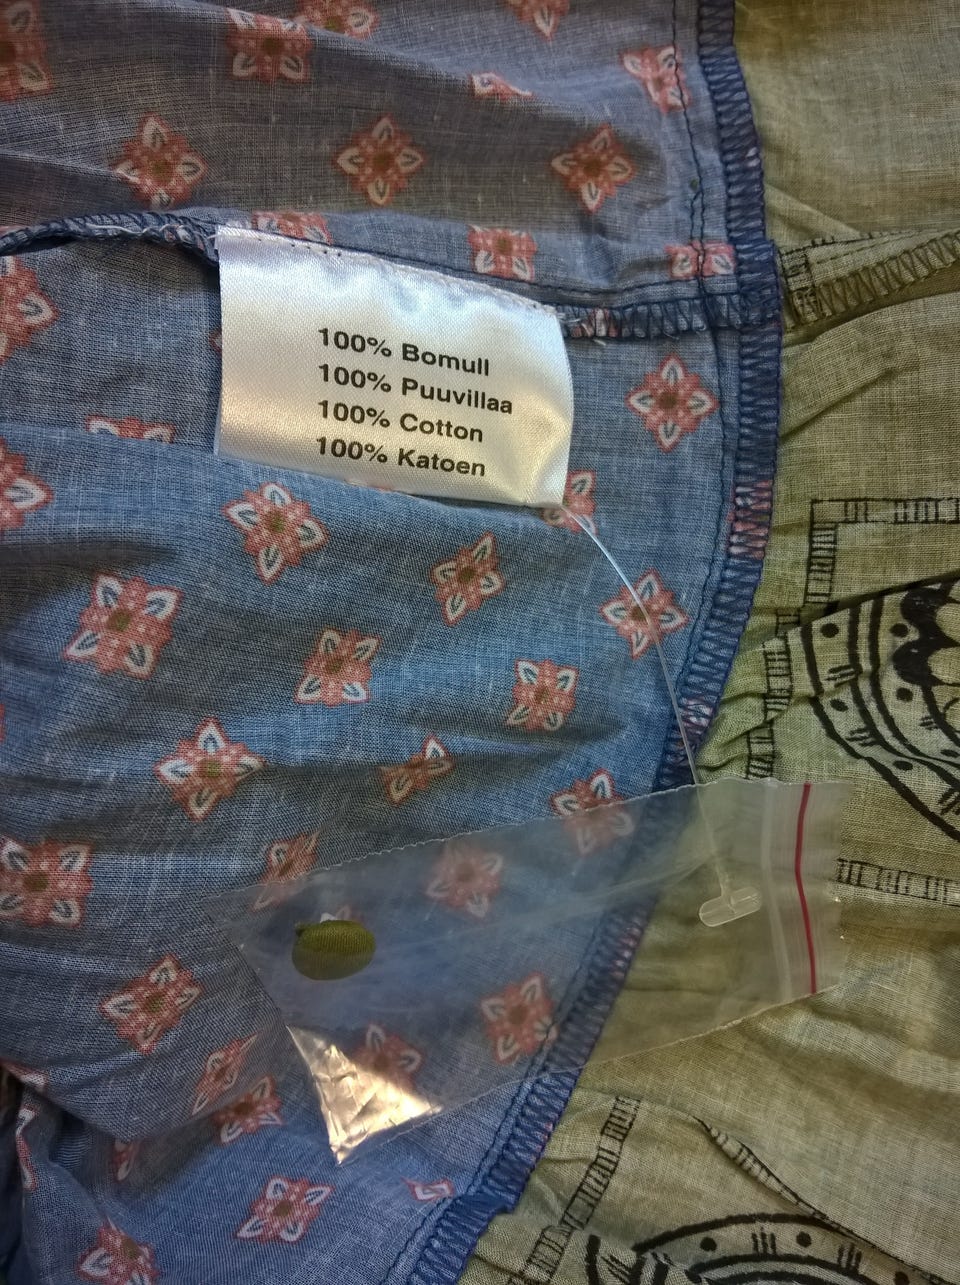 100% Bomull
100% Puuvillaa
100% Cotton
100% Katoen